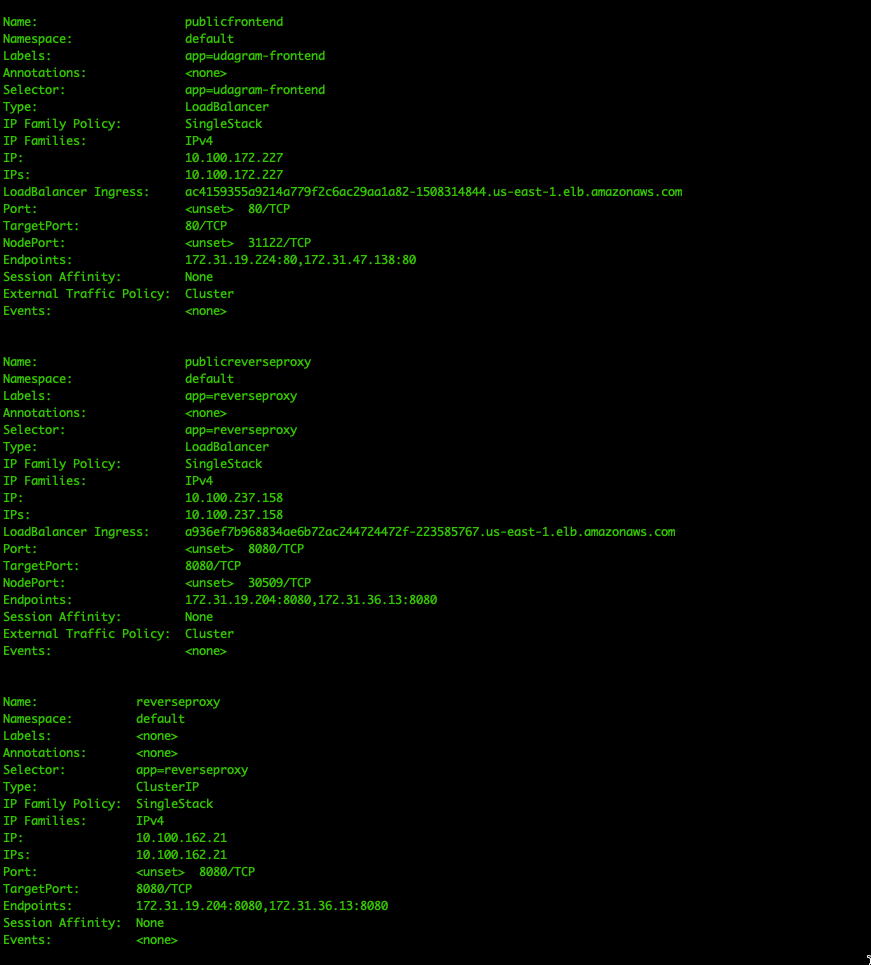 Name: publicfrontend
Namespace: default
Labels: app=udagram-frontend
Annotations: <none>
Selector: app=udagram-frontend
Type: LoadBalancer
IP Family Policy: SingleStack
IP Families: IPv4
IP: 10.100.172.227
IPs: 10.100.172.227
LoadBalancer Ingress: ac4159355a9214a779f2c6ac29aa1a82-1508314844.us-east-1.elb.amazonaws.com
Port: <unset> 80/TCP
TargetPort: 80/TCP
NodePort: <unset> 31122/TCP
Endpoints: 172.31.19.224:80,172.31.47.138:80
Session Affinity: None
External Traffic Policy: Cluster
Events: <none>
Name: publicreverseproxy
Namespace: default
Labels: app=reverseproxy
Annotations: <none>
Selector: app=reverseproxy
Type: LoadBalancer
IP Family Policy: SingleStack
IP Families: IPv4
IP: 10.100.237.158
IPs: 10.100.237.158
LoadBalancer Ingress: a936ef7b968834ae6b72ac244724472f-223585767.us-east-1.elb.amazonaws.com
Port: <unset> 8080/TCP
TargetPort: 8080/TCP
NodePort: <unset> 30509/TCP
Endpoints: 172.31.19.204:8080,172.31.36.13:8080
Session Affinity: None
External Traffic Policy: Cluster
Events: <none>
Name: reverseproxy
Namespace: default
Labels: <none>
Annotations: <none>
Selector: app=reverseproxy
Type: ClusterIP
IP Family Policy: SingleStack
IP Families: IPv4
IP: 10.100.162.21
IPs: 10.100.162.21
Port: <unset> 8080/TCP
TargetPort: 8080/TCP
Endpoints: 172.31.19.204:8080,172.31.36.13:8080
Session Affinity: None
Events: <none>